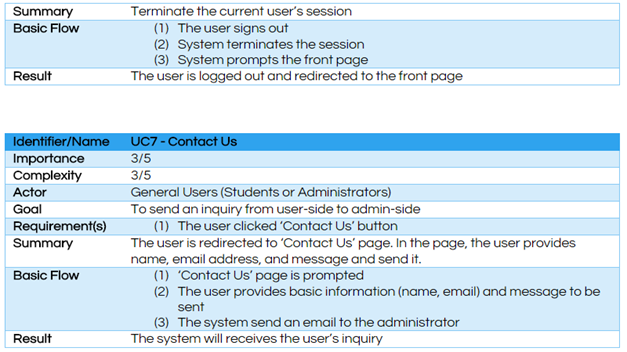 Summary Terminate the current user's session
Basic Flow (1) The user signs out
(2) System terminates the session
(3) System prompts the front page
Result The user is logged out and redirected to the front page
Identifier/Name UC7 - Contact Us
Importance 3/5
Complexity 3/5
Actor General Users (Students or Administrators)
Goal To send an inquiry from user-side to admin-side
Requirement(s) (1) The user clicked 'Contact Us' button
Summary The user is redirected to 'Contact Us' page. In the page, the user provides
name, email address, and message and send it.
Basic Flow (1) 'Contact Us' page is prompted
(2) The user provides basic information (name, email) and message to be
sent
(3) The system send an email to the administrator
Result The system will receives the user's inquiry